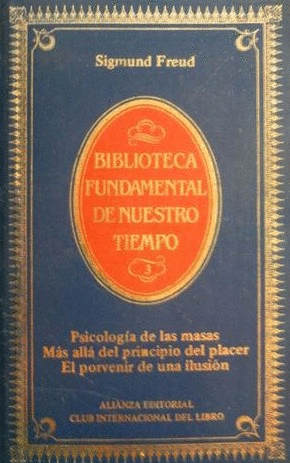 Sigmund Freud
BIBLIOTECA
FUNDAMENTAL
DE NUESTRO
TIEMPO
3
Psicología de las masas
Más allá del principio del placer
El porvenir de una ilusión
ALIANZA EDITORIAL
CLUB INTERNACIONAL DEL LIBRO